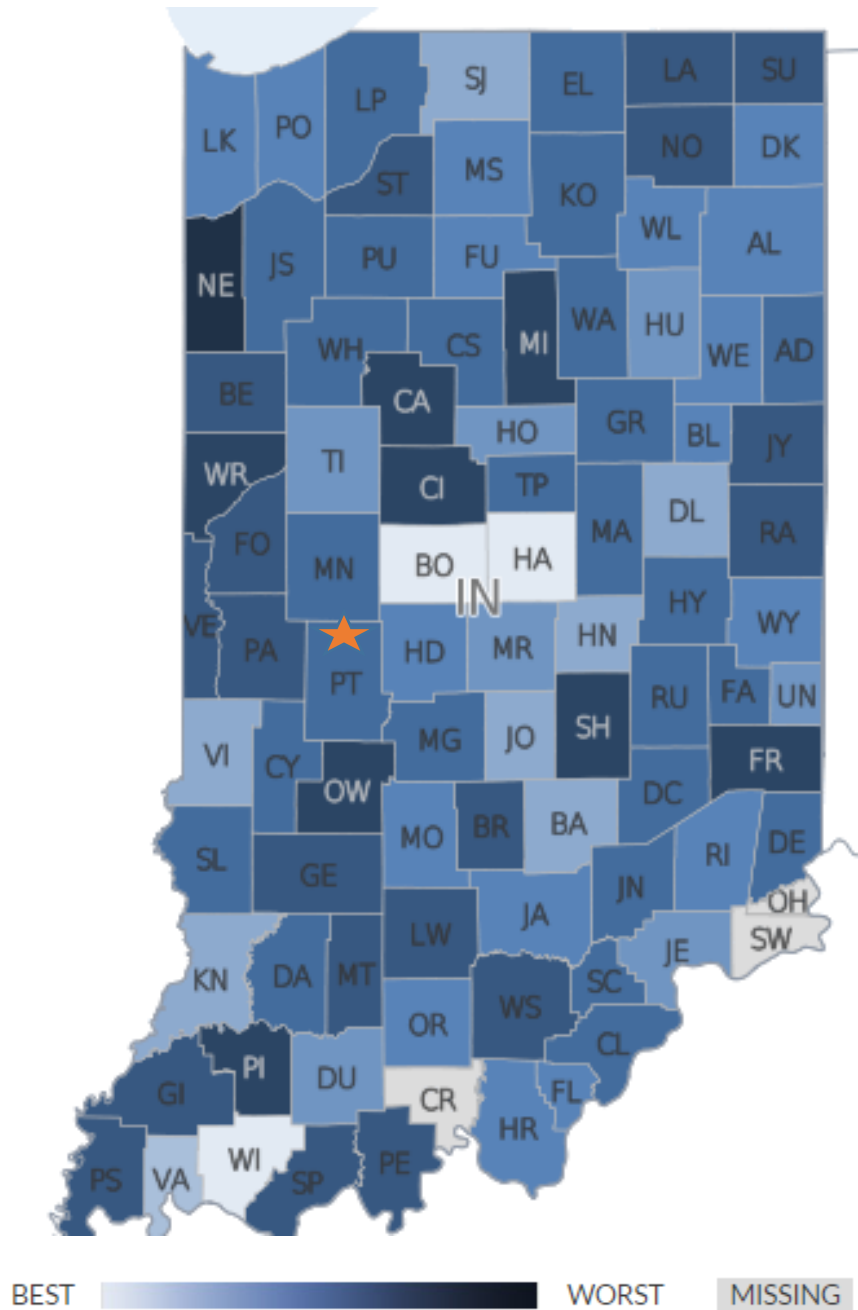 LK PO LP SJ EL LA SU
ST MS KO NO DK
NE JS PU FU WL AL
WH CS MI WA HU WE AD
BE CA HO GR BL JY
WR TI CI TP MA DL RA
FO MN BO HA HY WY
IN
VE PA PT HD MR HN RU FA UN
VI CY OW MG JO SH DC FR
SL GE MO BR BA JN RI DE
OH
KN DA MT LW JA SC JE SW
GI PI DU OR WS CL
CR FL
PS VA WI SP PE HR
BEST WORST MISSING